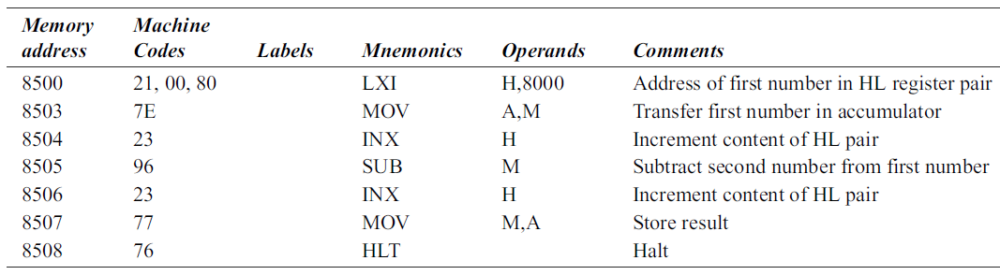 Memory address Machine Codes Labels Mnemonics Operands Comments
8500 21, 00, 80 LXI H,8000 Address of first number in HL register pair
8503 7E MOV A,M Transfer first number in accumulator
8504 23 INX H Increment content of HL pair
8505 96 SUB M Subtract second number from first number
8506 23 INX H Increment content of HL pair
8507 77 MOV M,A Store result
8508 76 HLT Halt